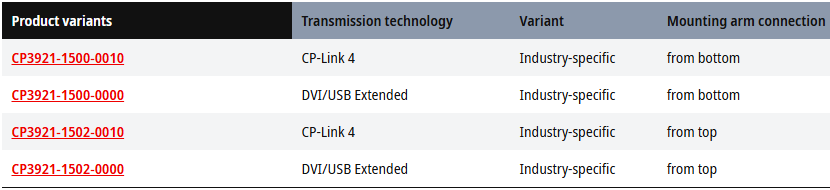 Product variants Transmission technology Variant Mounting arm connection
CP3921-1500-0010 CP-Link 4 Industry-specific from bottom
CP3921-1500-0000 DVI/USB Extended Industry-specific from bottom
CP3921-1502-0010 CP-Link 4 Industry-specific from top
CP3921-1502-0000 DVI/USB Extended Industry-specific from top